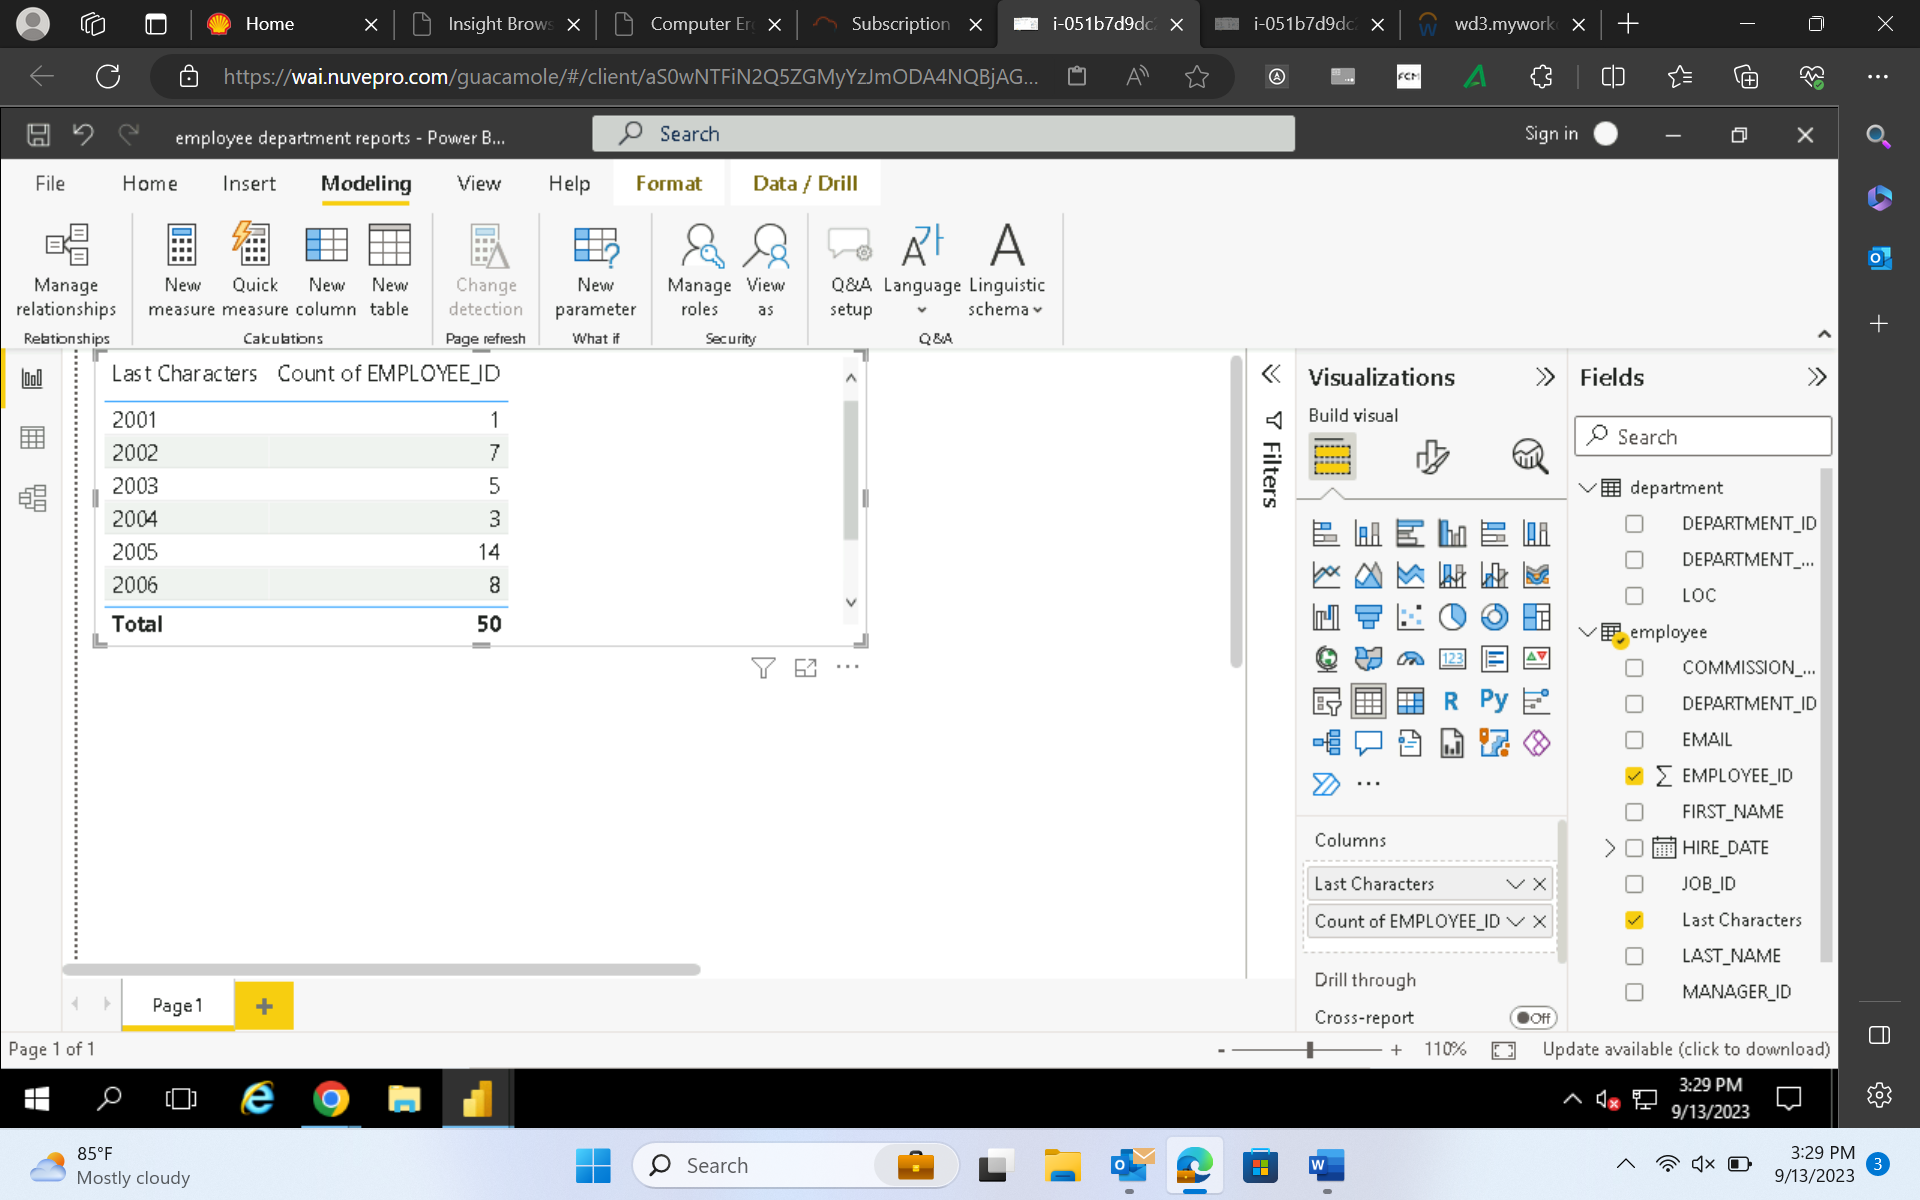 Home
Insight Brows
Computer En
Subscription
i-051b7d9dc
i-051b7d9dc
wd3.mywork
https://wai.nuvepro.com/guacamole/#/client/aS0wNTFiN2Q5ZGMyYzJmODA4NQBjAG...
employee department reports - Power B...
Search
Sign in
File Home Insert Modeling View Help Format Data / Drill
Manage relationships
New measure
Quick measure
New column
New table
Change detection
New parameter
Manage roles
View as
Q&A setup
Language
Linguistic schema
Relationships
Calculations
Page refresh
What if
Security
Q&A
Last Characters Count of EMPLOYEE_ID
2001 1
2002 7
2003 5
2004 3
2005 14
2006 8
Total 50
Filters
Visualizations
Build visual
123
R
Py
Columns
Last Characters
Count of EMPLOYEE_ID
Drill through
Cross-report
Off
Fields
Search
department
DEPARTMENT_ID
DEPARTMENT_...
LOC
employee
COMMISSION_...
DEPARTMENT_ID
EMAIL
EMPLOYEE_ID
FIRST_NAME
HIRE_DATE
JOB_ID
Last Characters
LAST_NAME
MANAGER_ID
Page 1
Page 1 of 1
110%
Update available (click to download)
3:29 PM
9/13/2023
85°F
Mostly cloudy
Search
3:29 PM
9/13/2023
3